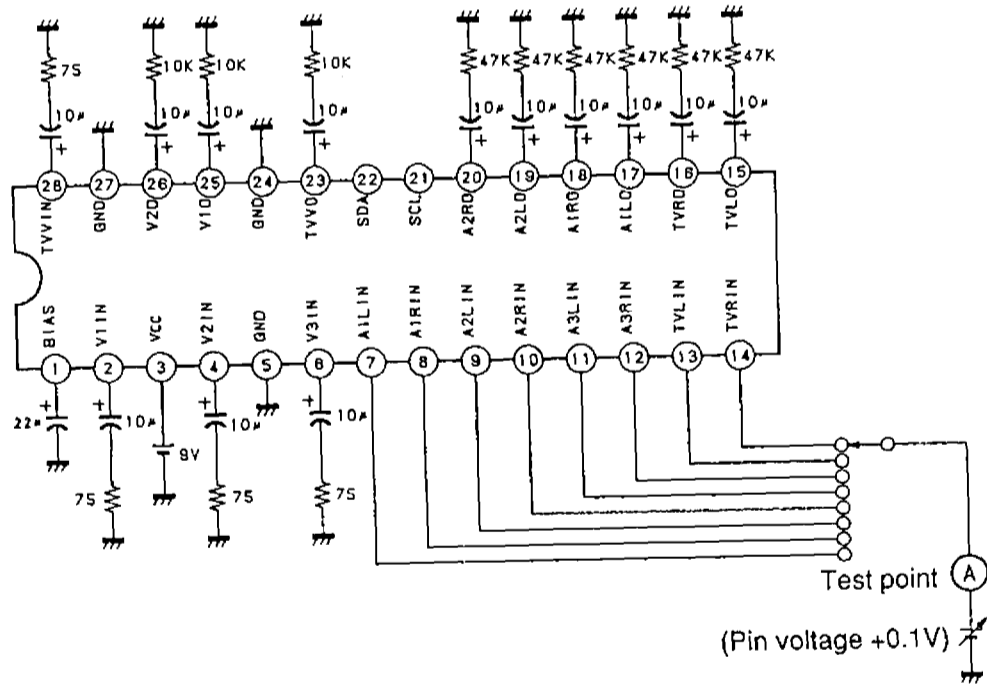 75 10K 10K 10K 47K 47K 47K 47K 47K 47K
10μ 10μ 10μ 10μ 10μ 10μ 10μ 10μ 10μ 10μ
+ + + + + + + + + +
28 27 26 25 24 23 22 21 20 19 18 17 16 15
TVVIN GND V2O V1O GND TVVO SDA SCL A2RO A2LO A1RO A1LO TVRO TVLO
BIAS V1IN VCC V2IN GND V3IN A1LIN A1RIN A2LIN A2RIN A3LIN A3RIN TVLIN TVRIN
1 2 3 4 5 6 7 8 9 10 11 12 13 14
+ + + +
22μ 10μ 10μ 10μ
9V
75 75 75
Test point A
(Pin voltage +0.1V)